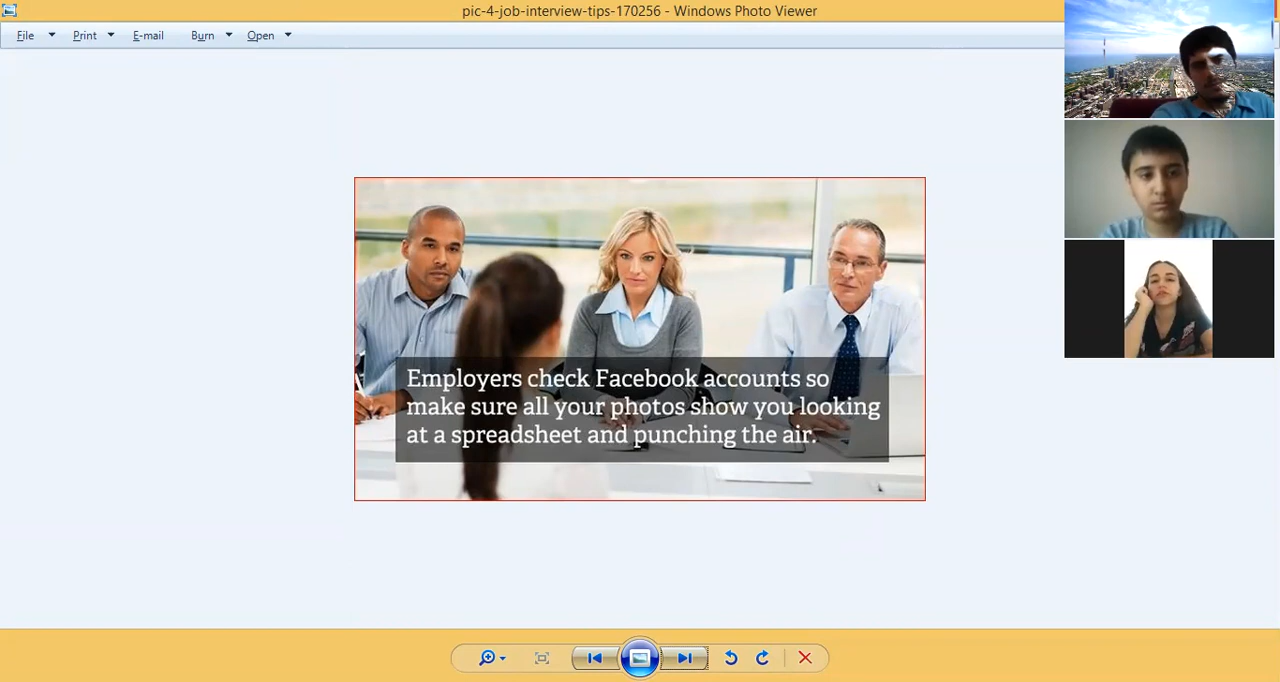 pic-4-job-interview-tips-170256 - Windows Photo Viewer
File Print E-mail Burn Open
Employers check Facebook accounts so
make sure all your photos show you looking
at a spreadsheet and punching the air.